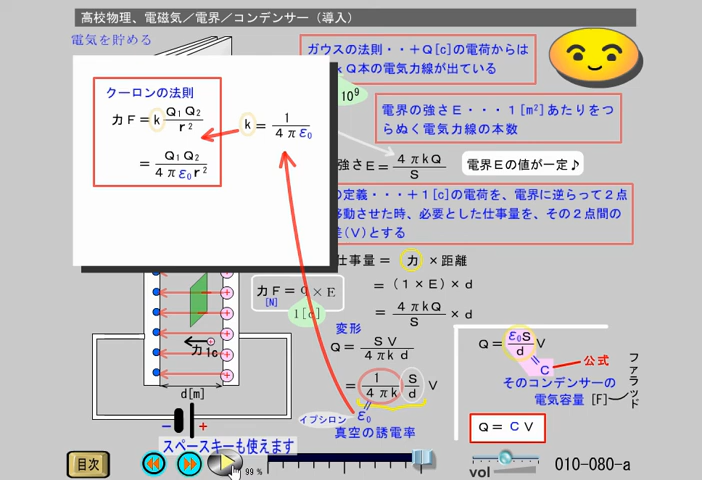 高校物理、電磁気／電界／コンデンサー（導入）
電気を貯める
ガウスの法則・・＋Q[c]の電荷からは
kQ本の電気力線が出ている
10⁹
クーロンの法則
力F＝k Q₁Q₂/r²
＝ Q₁Q₂/4πε₀r²
k＝ 1/4πε₀
電界の強さE・・・1[m²]あたりをつ
らぬく電気力線の本数
強さE＝ 4πkQ/S
電界Eの値が一定♪
の定義・・・＋1[c]の電荷を、電界に逆らって2点
移動させた時、必要とした仕事量を、その2点間の
差(V)とする
仕事量＝ 力 ×距離
＝（1×E）×d
＝ 4πkQ/S ×d
力F＝Q×E
[N]
1[c]
変形
Q＝ SV/4πkd
＝ 1/4πk S/d V
ε₀
イプシロン
真空の誘電率
Q＝ ε₀S/d V
C
公式
そのコンデンサーの
電気容量 [F]
ファラッド
Q＝CV
力 1c
d[m]
－ ＋
スペースキーも使えます
目次
99 %
vol
010-080-a